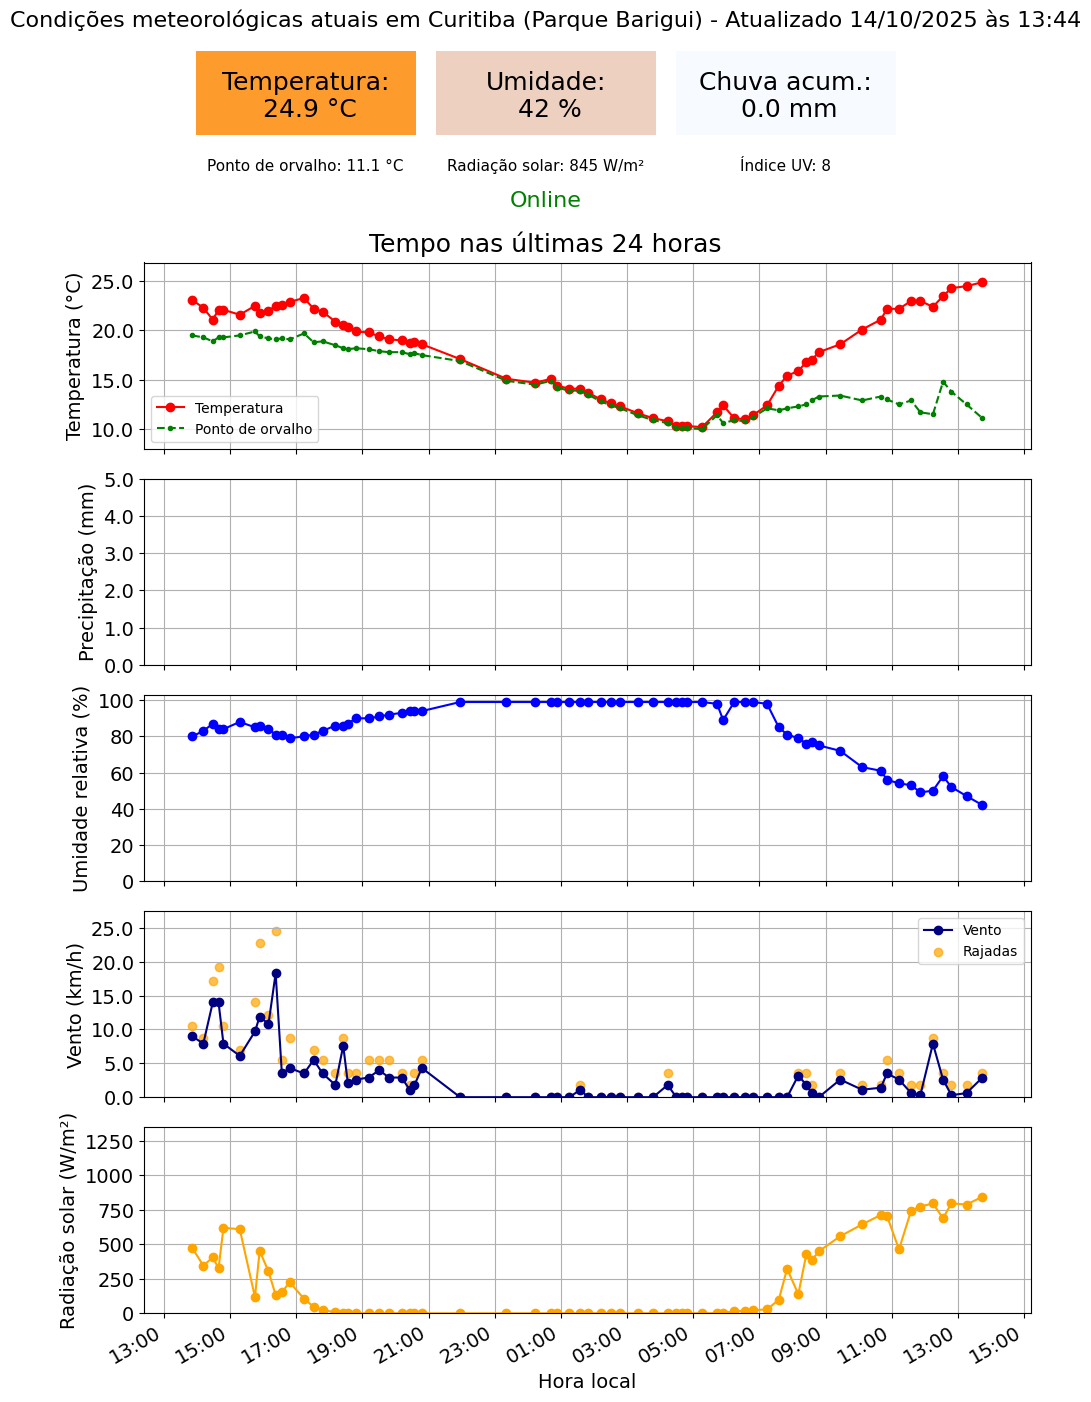 Condições meteorológicas atuais em Curitiba (Parque Barigui) - Atualizado 14/10/2025 às 13:44
Temperatura:
24.9 °C
Umidade:
42 %
Chuva acum.:
0.0 mm
Ponto de orvalho: 11.1 °C
Radiação solar: 845 W/m²
Índice UV: 8
Online
Tempo nas últimas 24 horas
Temperatura (°C)
25.0
20.0
15.0
10.0
Temperatura
Ponto de orvalho
Precipitação (mm)
5.0
4.0
3.0
2.0
1.0
0.0
Umidade relativa (%)
100
80
60
40
20
0
Vento (km/h)
25.0
20.0
15.0
10.0
5.0
0.0
Vento
Rajadas
Radiação solar (W/m²)
1250
1000
750
500
250
0
13:00
15:00
17:00
19:00
21:00
23:00
01:00
03:00
05:00
07:00
09:00
11:00
13:00
15:00
Hora local